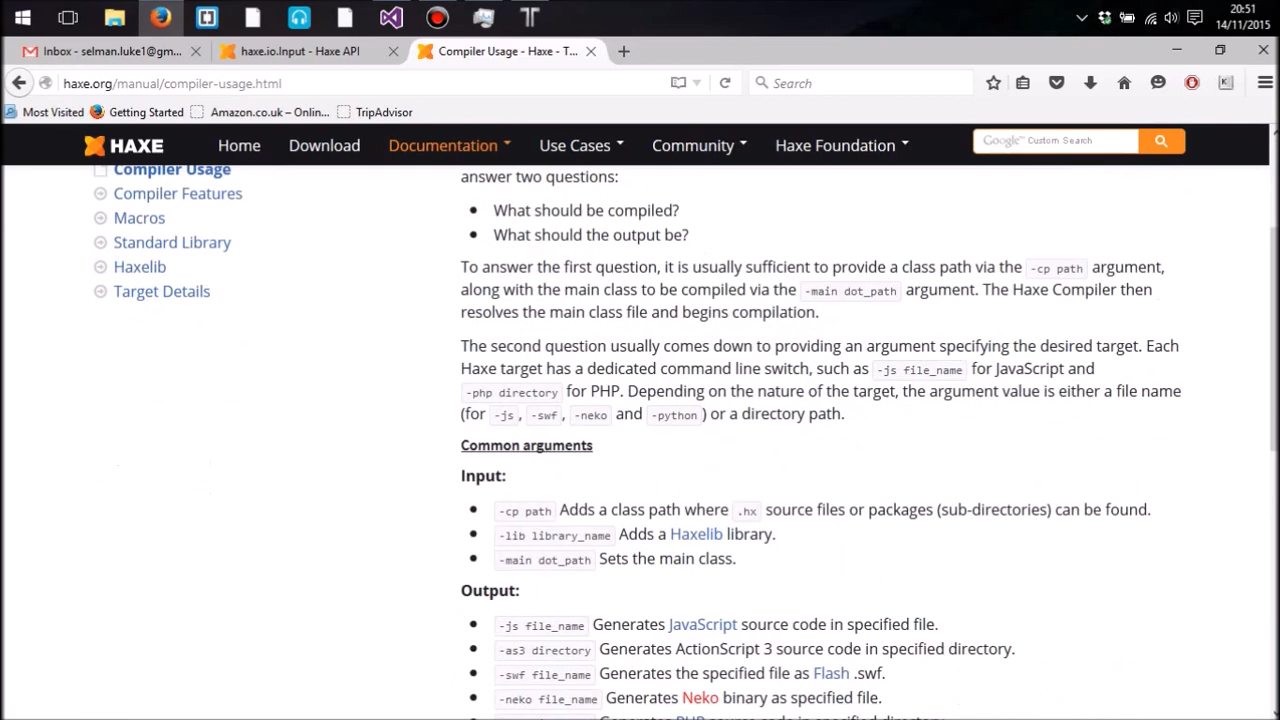 20:51
14/11/2015
Inbox - selman.luke1@gm...
haxe.io.Input - Haxe API
Compiler Usage - Haxe - T...
haxe.org/manual/compiler-usage.html
Search
Most Visited
Getting Started
Amazon.co.uk – Onlin...
TripAdvisor
HAXE
Home
Download
Documentation
Use Cases
Community
Haxe Foundation
Google™ Custom Search
Compiler Usage
Compiler Features
Macros
Standard Library
Haxelib
Target Details
answer two questions:
What should be compiled?
What should the output be?
To answer the first question, it is usually sufficient to provide a class path via the -cp path argument,
along with the main class to be compiled via the -main dot_path argument. The Haxe Compiler then
resolves the main class file and begins compilation.
The second question usually comes down to providing an argument specifying the desired target. Each
Haxe target has a dedicated command line switch, such as -js file_name for JavaScript and
-php directory for PHP. Depending on the nature of the target, the argument value is either a file name
(for -js, -swf, -neko and -python) or a directory path.
Common arguments
Input:
-cp path Adds a class path where .hx source files or packages (sub-directories) can be found.
-lib library_name Adds a Haxelib library.
-main dot_path Sets the main class.
Output:
-js file_name Generates JavaScript source code in specified file.
-as3 directory Generates ActionScript 3 source code in specified directory.
-swf file_name Generates the specified file as Flash .swf.
-neko file_name Generates Neko binary as specified file.